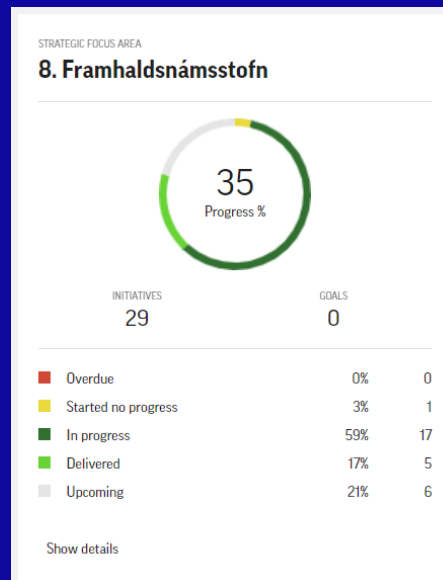 STRATEGIC FOCUS AREA
8. Framhaldsnámsstofn
35
Progress %
INITIATIVES GOALS
29 0
Overdue 0% 0
Started no progress 3% 1
In progress 59% 17
Delivered 17% 5
Upcoming 21% 6
Show details